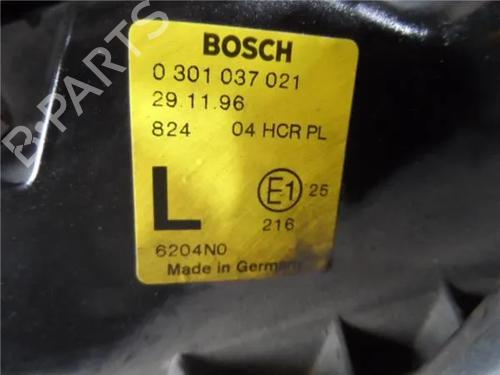 BOSCH
0 301 037 021
29.11.96
824 04 HCR PL
L E1 25
216
6204N0
Made in Germany
B-PARTS